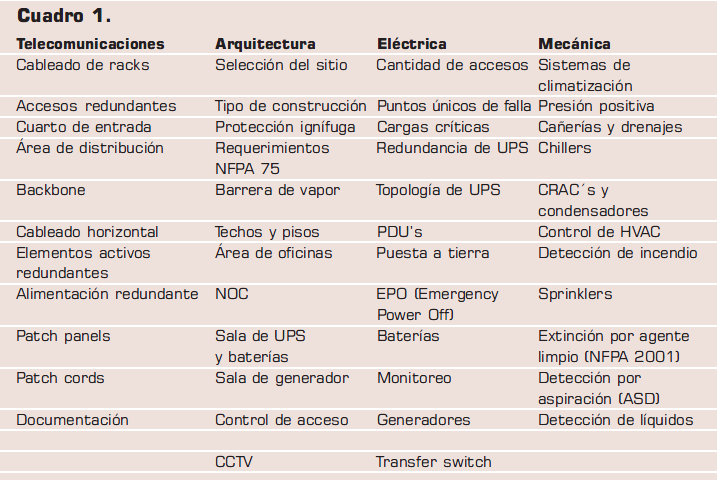 Cuadro 1.
Telecomunicaciones Arquitectura Eléctrica Mecánica
Cableado de racks Selección del sitio Cantidad de accesos Sistemas de
climatización
Accesos redundantes Tipo de construcción Puntos únicos de falla Presión positiva
Cuarto de entrada Protección ignífuga Cargas críticas Cañerías y drenajes
Área de distribución Requerimientos Redundancia de UPS Chillers
NFPA 75
Backbone Barrera de vapor Topología de UPS CRAC´s y
condensadores
Cableado horizontal Techos y pisos PDU's Control de HVAC
Elementos activos Área de oficinas Puesta a tierra Detección de incendio
redundantes
Alimentación redundante NOC EPO (Emergency Sprinklers
Power Off)
Patch panels Sala de UPS Baterías Extinción por agente
y baterías limpio (NFPA 2001)
Patch cords Sala de generador Monitoreo Detección por
aspiración (ASD)
Documentación Control de acceso Generadores Detección de líquidos
CCTV Transfer switch